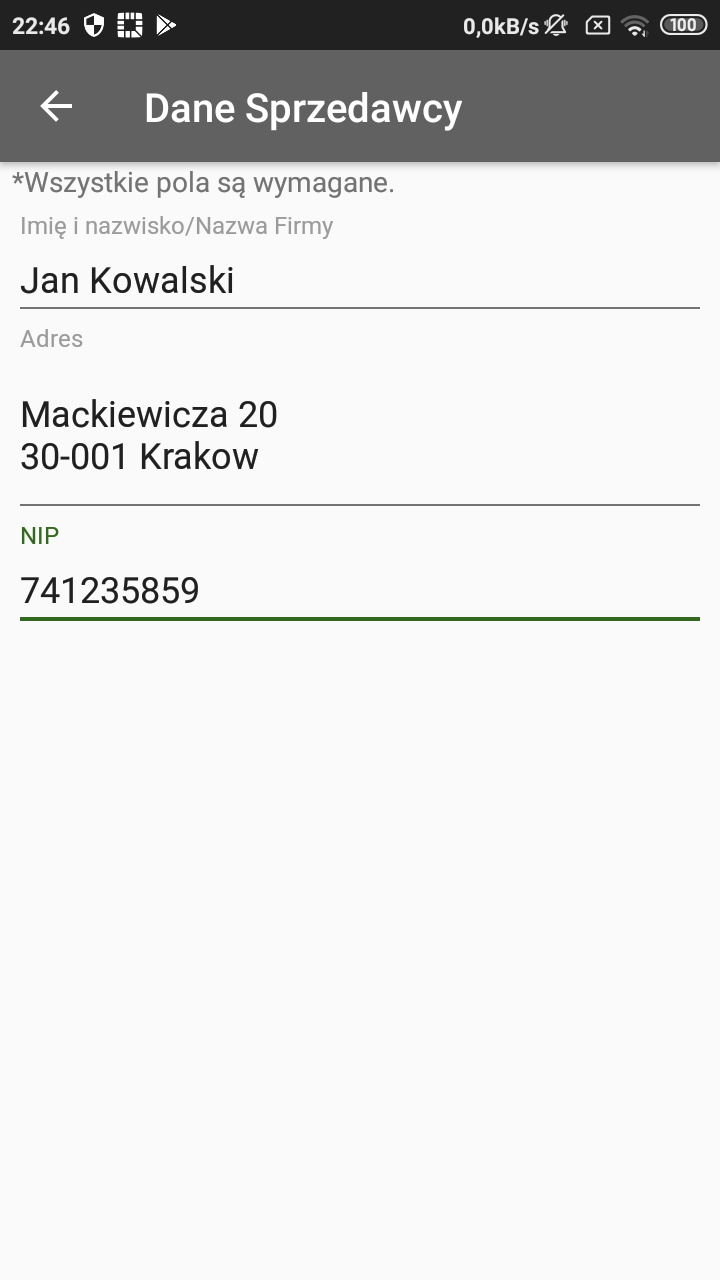 22:46 0,0kB/s 100
Dane Sprzedawcy
*Wszystkie pola są wymagane.
Imię i nazwisko/Nazwa Firmy
Jan Kowalski
Adres
Mackiewicza 20
30-001 Krakow
NIP
741235859